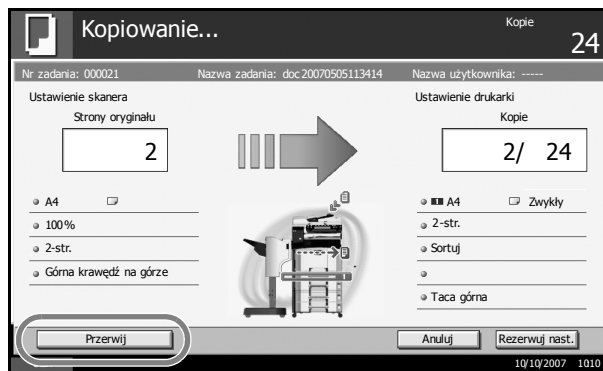 Kopiowanie...
Kopie
24
Nr zadania: 000021 Nazwa zadania: doc20070505113414 Nazwa użytkownika: -----
Ustawienie skanera
Strony oryginału
2
A4
100%
2-str.
Górna krawędź na górze
Ustawienie drukarki
Kopie
2/ 24
A4 Zwykły
2-str.
Sortuj
Taca górna
Przerwij
Anuluj
Rezerwuj nast.
10/10/2007 1010